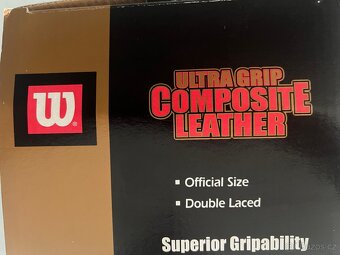 W®
ULTRA GRIP
COMPOSITE
LEATHER
▪ Official Size
▪ Double Laced
Superior Gripability